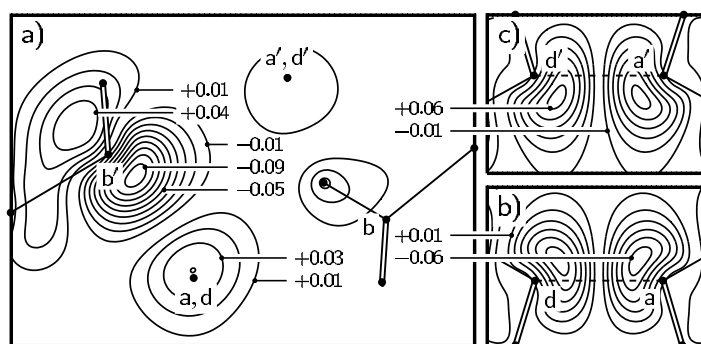 a)
a′, d′
+0.01
+0.04
−0.01
b′
−0.09
−0.05
b
+0.03
+0.01
a, d
c)
d′
a′
+0.06
−0.01
b)
+0.01
−0.06
d
a